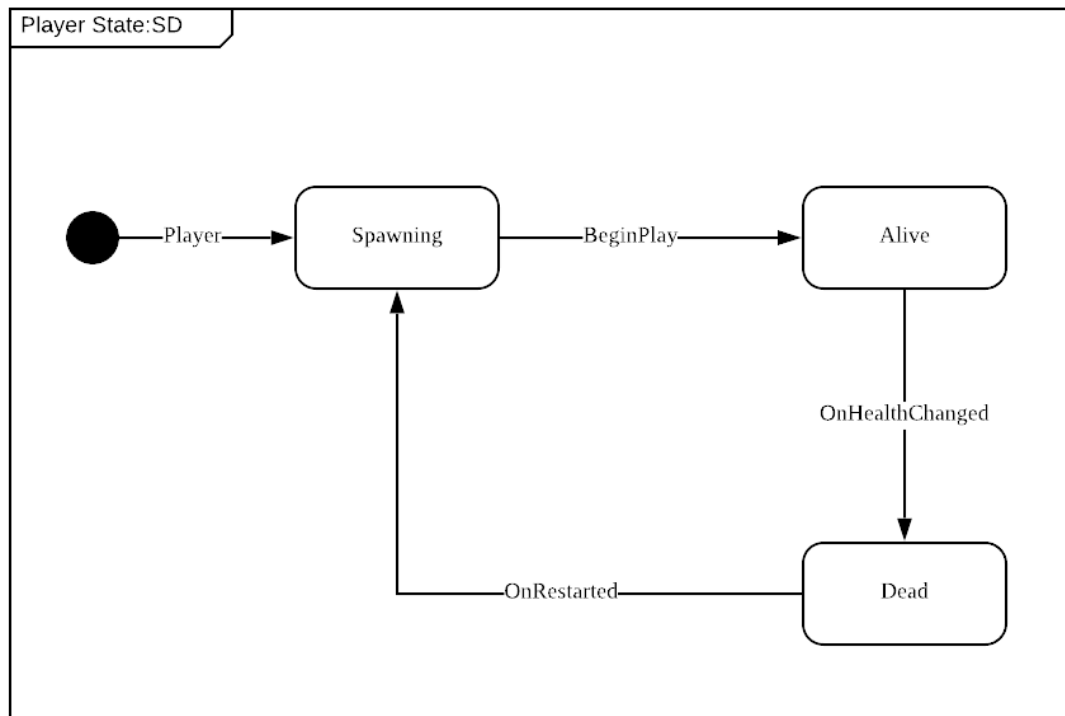 Player State:SD
Player
Spawning
BeginPlay
Alive
OnHealthChanged
OnRestarted
Dead